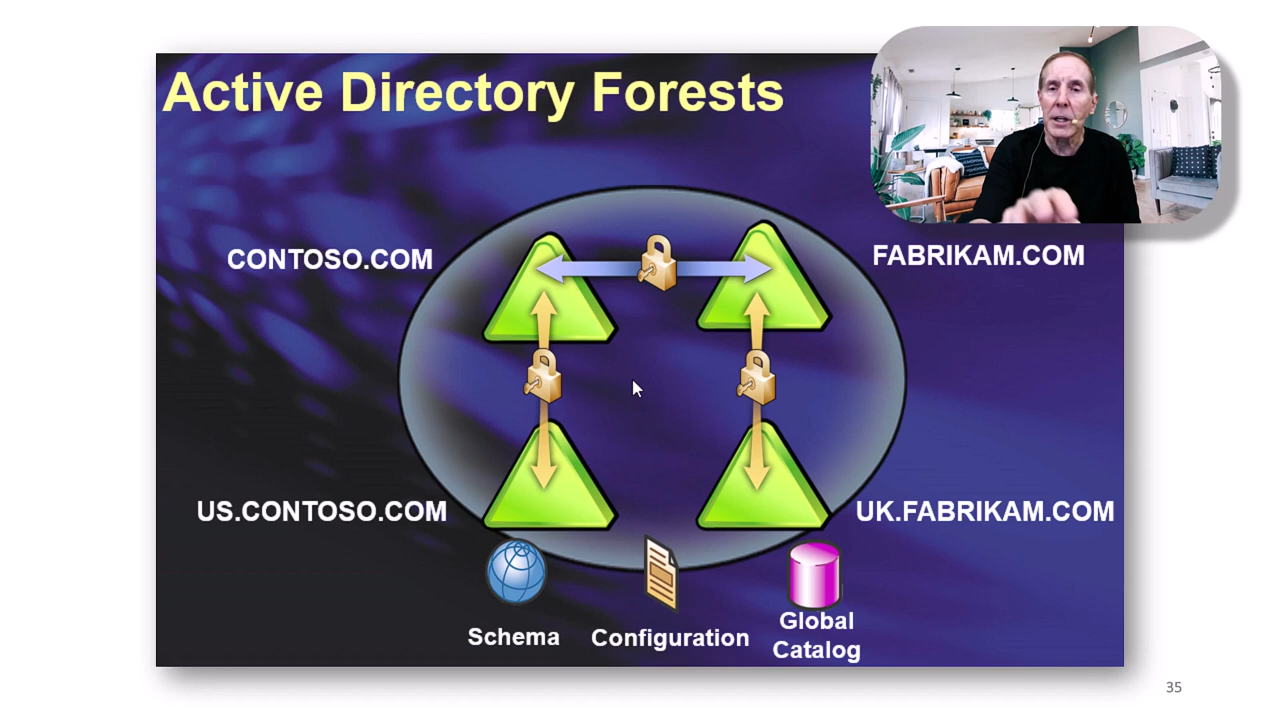 Active Directory Forests
CONTOSO.COM
FABRIKAM.COM
US.CONTOSO.COM
UK.FABRIKAM.COM
Schema
Configuration
Global
Catalog
35